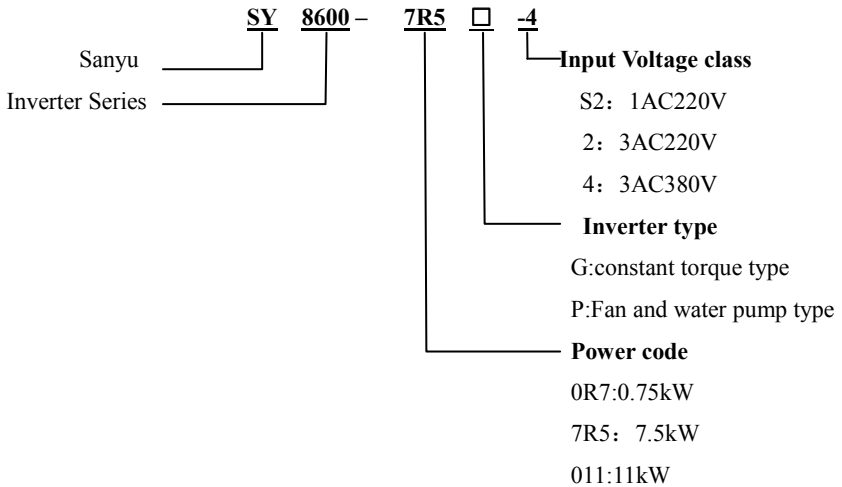 SY 8600 – 7R5 □ -4
Sanyu
Input Voltage class
Inverter Series
S2：1AC220V
2：3AC220V
4：3AC380V
Inverter type
G:constant torque type
P:Fan and water pump type
Power code
0R7:0.75kW
7R5：7.5kW
011:11kW